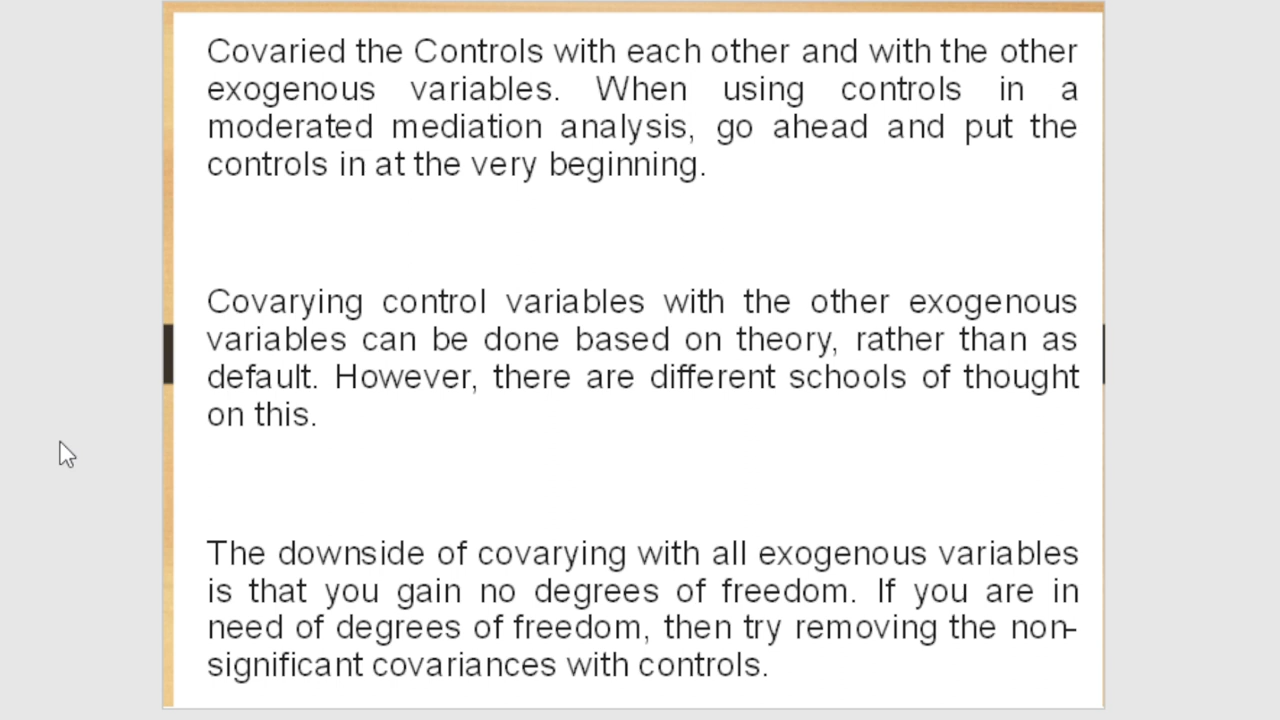 Covaried the Controls with each other and with the other
exogenous variables. When using controls in a
moderated mediation analysis, go ahead and put the
controls in at the very beginning.
Covarying control variables with the other exogenous
variables can be done based on theory, rather than as
default. However, there are different schools of thought
on this.
The downside of covarying with all exogenous variables
is that you gain no degrees of freedom. If you are in
need of degrees of freedom, then try removing the non-
significant covariances with controls.